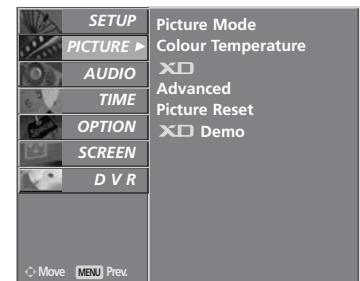 SETUP
PICTURE ►
AUDIO
TIME
OPTION
SCREEN
D V R
Move MENU Prev.
Picture Mode
Colour Temperature
XD
Advanced
Picture Reset
XD Demo